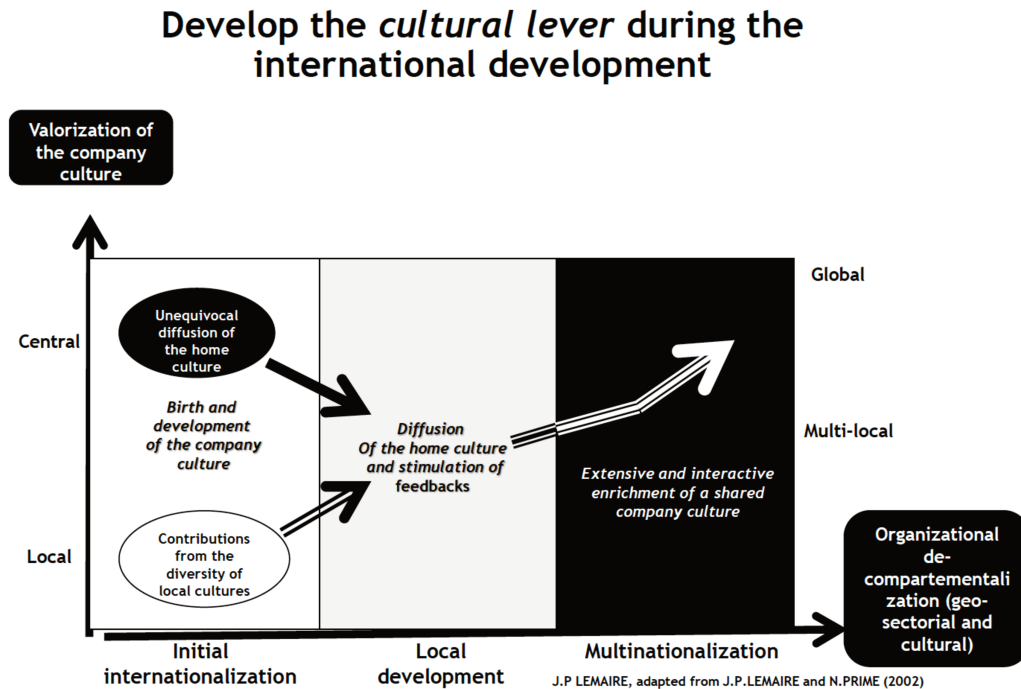 Develop the cultural lever during the
international development
Valorization of
the company
culture
Global
Unequivocal
diffusion of
the home
culture
Central
Birth and
development
of the company
culture
Diffusion
Of the home culture
and stimulation of
feedbacks
Multi-local
Extensive and interactive
enrichment of a shared
company culture
Local
Contributions
from the
diversity of
local cultures
Organizational
de-
compartementali
zation (geo-
sectorial and
cultural)
Initial
internationalization
Local
development
Multinationalization
J.P LEMAIRE, adapted from J.P.LEMAIRE and N.PRIME (2002)